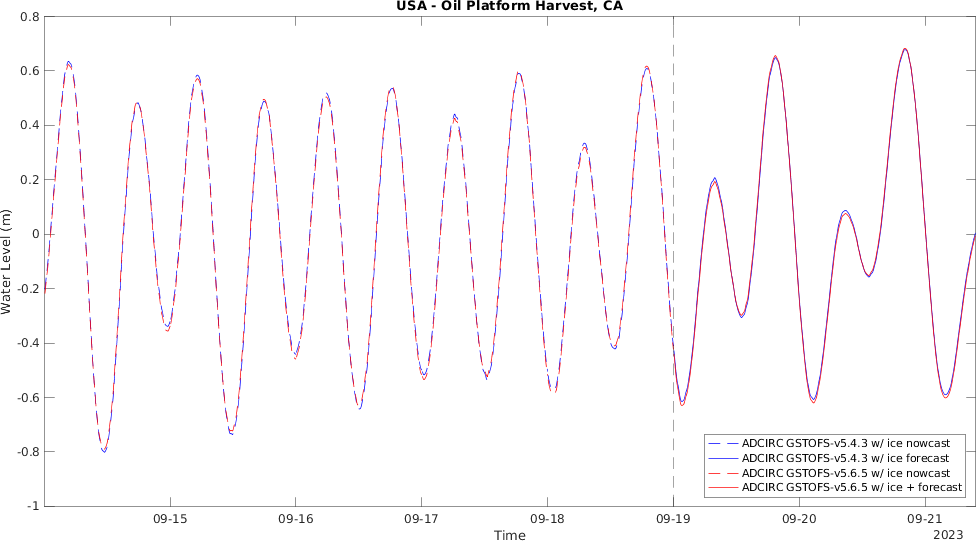 USA - Oil Platform Harvest, CA
Water Level (m)
0.8
0.6
0.4
0.2
0
-0.2
-0.4
-0.6
-0.8
-1
ADCIRC GSTOFS-v5.4.3 w/ ice nowcast
ADCIRC GSTOFS-v5.4.3 w/ ice forecast
ADCIRC GSTOFS-v5.6.5 w/ ice nowcast
ADCIRC GSTOFS-v5.6.5 w/ ice + forecast
09-15 09-16 09-17 09-18 09-19 09-20 09-21
Time
2023